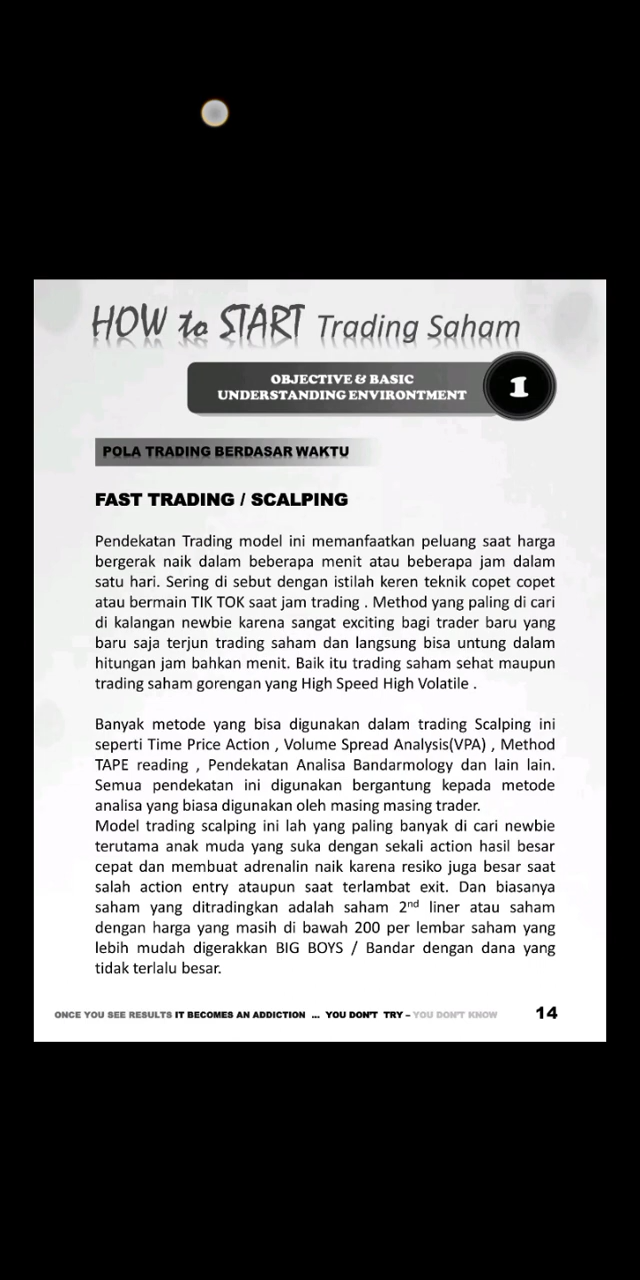 HOW to START Trading Saham
OBJECTIVE & BASIC
UNDERSTANDING ENVIRONTMENT
1
POLA TRADING BERDASAR WAKTU
FAST TRADING / SCALPING
Pendekatan Trading model ini memanfaatkan peluang saat harga
bergerak naik dalam beberapa menit atau beberapa jam dalam
satu hari. Sering di sebut dengan istilah keren teknik copet copet
atau bermain TIK TOK saat jam trading . Method yang paling di cari
di kalangan newbie karena sangat exciting bagi trader baru yang
baru saja terjun trading saham dan langsung bisa untung dalam
hitungan jam bahkan menit. Baik itu trading saham sehat maupun
trading saham gorengan yang High Speed High Volatile .
Banyak metode yang bisa digunakan dalam trading Scalping ini
seperti Time Price Action , Volume Spread Analysis(VPA) , Method
TAPE reading , Pendekatan Analisa Bandarmology dan lain lain.
Semua pendekatan ini digunakan bergantung kepada metode
analisa yang biasa digunakan oleh masing masing trader.
Model trading scalping ini lah yang paling banyak di cari newbie
terutama anak muda yang suka dengan sekali action hasil besar
cepat dan membuat adrenalin naik karena resiko juga besar saat
salah action entry ataupun saat terlambat exit. Dan biasanya
saham yang ditradingkan adalah saham 2nd liner atau saham
dengan harga yang masih di bawah 200 per lembar saham yang
lebih mudah digerakkan BIG BOYS / Bandar dengan dana yang
tidak terlalu besar.
ONCE YOU SEE RESULTS IT BECOMES AN ADDICTION ... YOU DON'T TRY – YOU DON'T KNOW
14